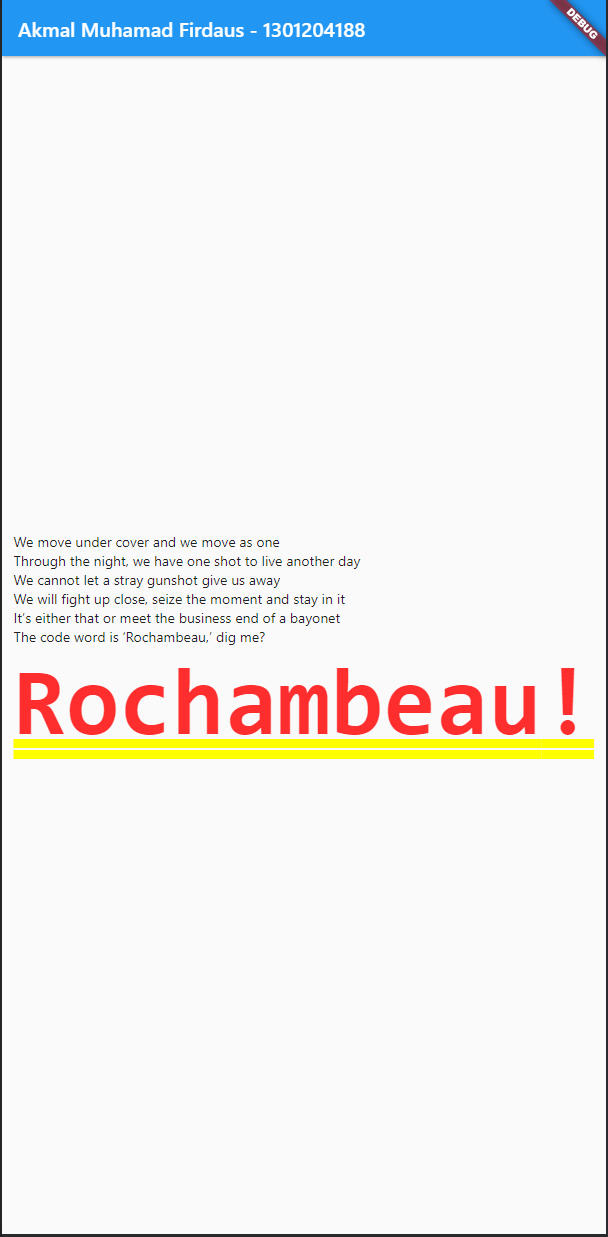 Akmal Muhamad Firdaus - 1301204188
DEBUG
We move under cover and we move as one
Through the night, we have one shot to live another day
We cannot let a stray gunshot give us away
We will fight up close, seize the moment and stay in it
It’s either that or meet the business end of a bayonet
The code word is ‘Rochambeau,’ dig me?
Rochambeau!